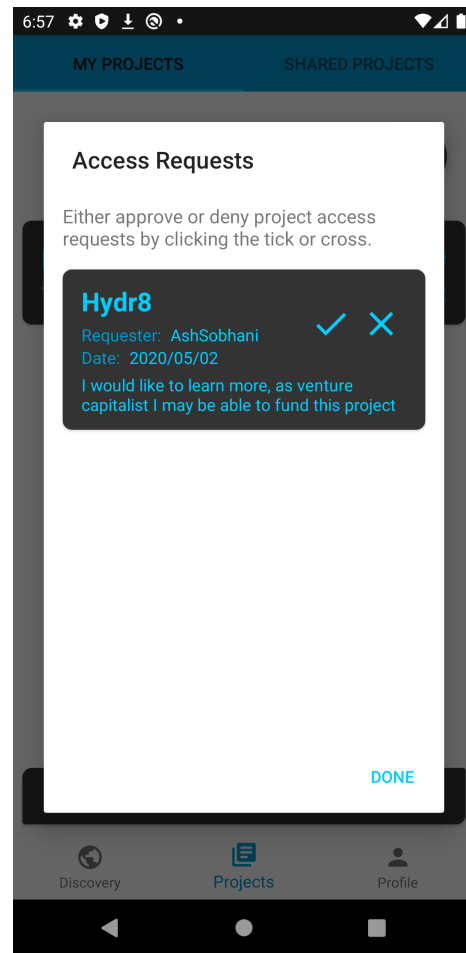 6:57
MY PROJECTS SHARED PROJECTS
Access Requests
Either approve or deny project access
requests by clicking the tick or cross.
Hydr8
Requester: AshSobhani
Date: 2020/05/02
I would like to learn more, as venture
capitalist I may be able to fund this project
DONE
Discovery Projects Profile